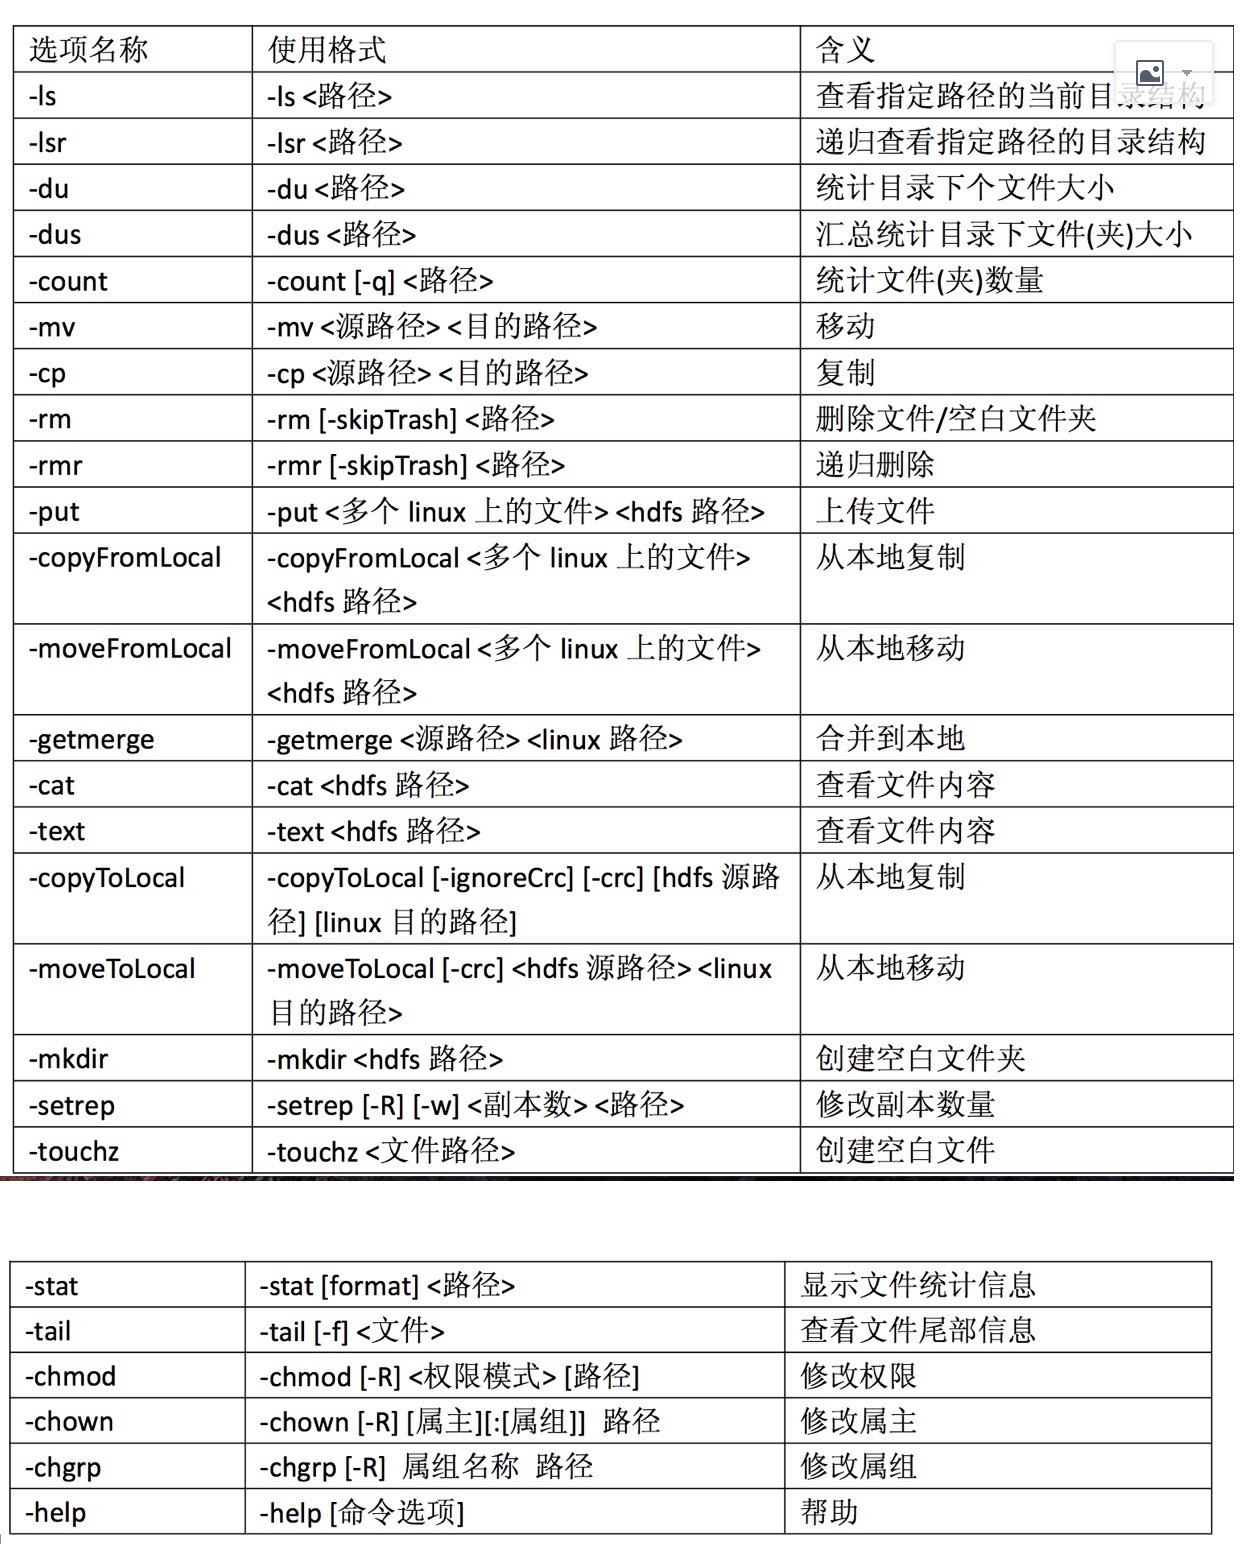 选项名称 使用格式 含义
-ls -ls <路径> 查看指定路径的当前目录结构
-lsr -lsr <路径> 递归查看指定路径的目录结构
-du -du <路径> 统计目录下个文件大小
-dus -dus <路径> 汇总统计目录下文件(夹)大小
-count -count [-q] <路径> 统计文件(夹)数量
-mv -mv <源路径> <目的路径> 移动
-cp -cp <源路径> <目的路径> 复制
-rm -rm [-skipTrash] <路径> 删除文件/空白文件夹
-rmr -rmr [-skipTrash] <路径> 递归删除
-put -put <多个 linux 上的文件> <hdfs 路径> 上传文件
-copyFromLocal -copyFromLocal <多个 linux 上的文件> 从本地复制
<hdfs 路径>
-moveFromLocal -moveFromLocal <多个 linux 上的文件> 从本地移动
<hdfs 路径>
-getmerge -getmerge <源路径> <linux 路径> 合并到本地
-cat -cat <hdfs 路径> 查看文件内容
-text -text <hdfs 路径> 查看文件内容
-copyToLocal -copyToLocal [-ignoreCrc] [-crc] [hdfs 源路 从本地复制
径] [linux 目的路径]
-moveToLocal -moveToLocal [-crc] <hdfs 源路径> <linux 从本地移动
目的路径>
-mkdir -mkdir <hdfs 路径> 创建空白文件夹
-setrep -setrep [-R] [-w] <副本数> <路径> 修改副本数量
-touchz -touchz <文件路径> 创建空白文件
-stat -stat [format] <路径> 显示文件统计信息
-tail -tail [-f] <文件> 查看文件尾部信息
-chmod -chmod [-R] <权限模式> [路径] 修改权限
-chown -chown [-R] [属主][:[属组]] 路径 修改属主
-chgrp -chgrp [-R] 属组名称 路径 修改属组
-help -help [命令选项] 帮助